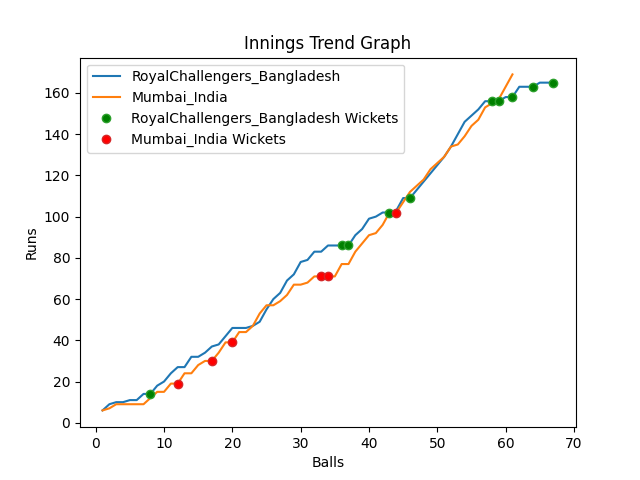 Innings Trend Graph
RoyalChallengers_Bangladesh
Mumbai_India
RoyalChallengers_Bangladesh Wickets
Mumbai_India Wickets
Runs
160
140
120
100
80
60
40
20
0
0 10 20 30 40 50 60 70
Balls